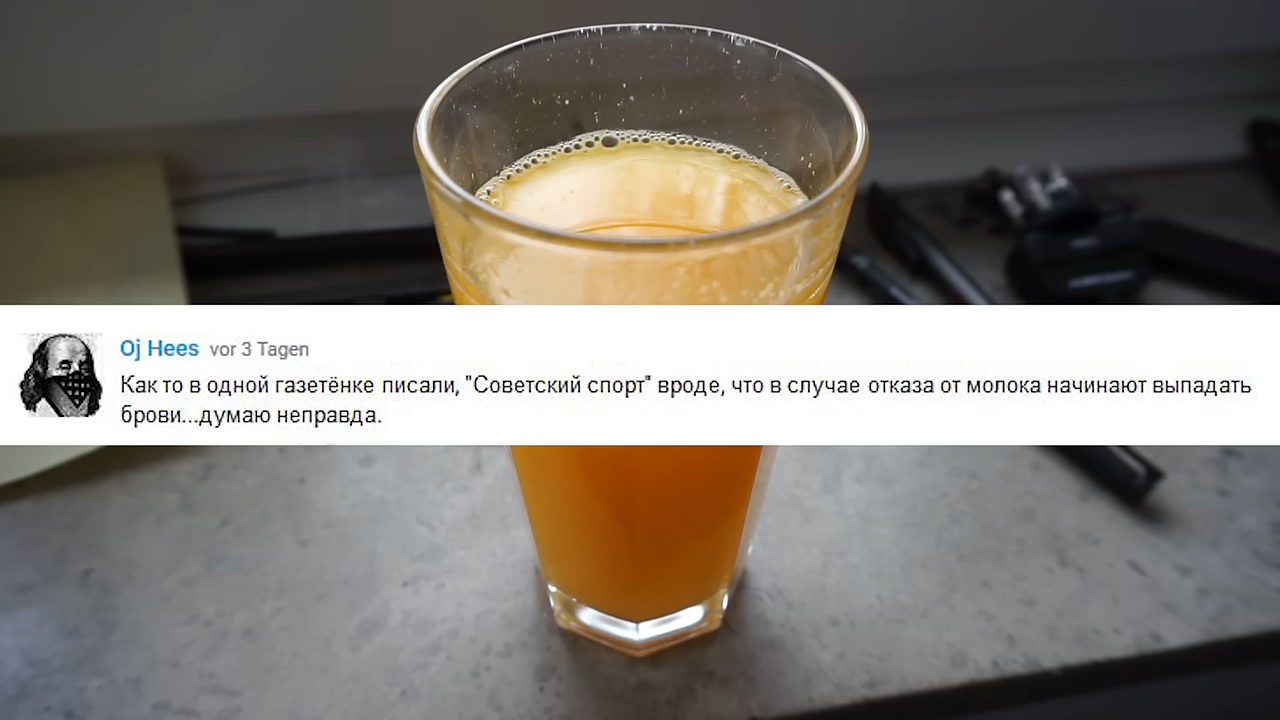 Oj Hees vor 3 Tagen
Как то в одной газетёнке писали, "Советский спорт" вроде, что в случае отказа от молока начинают выпадать
брови...думаю неправда.